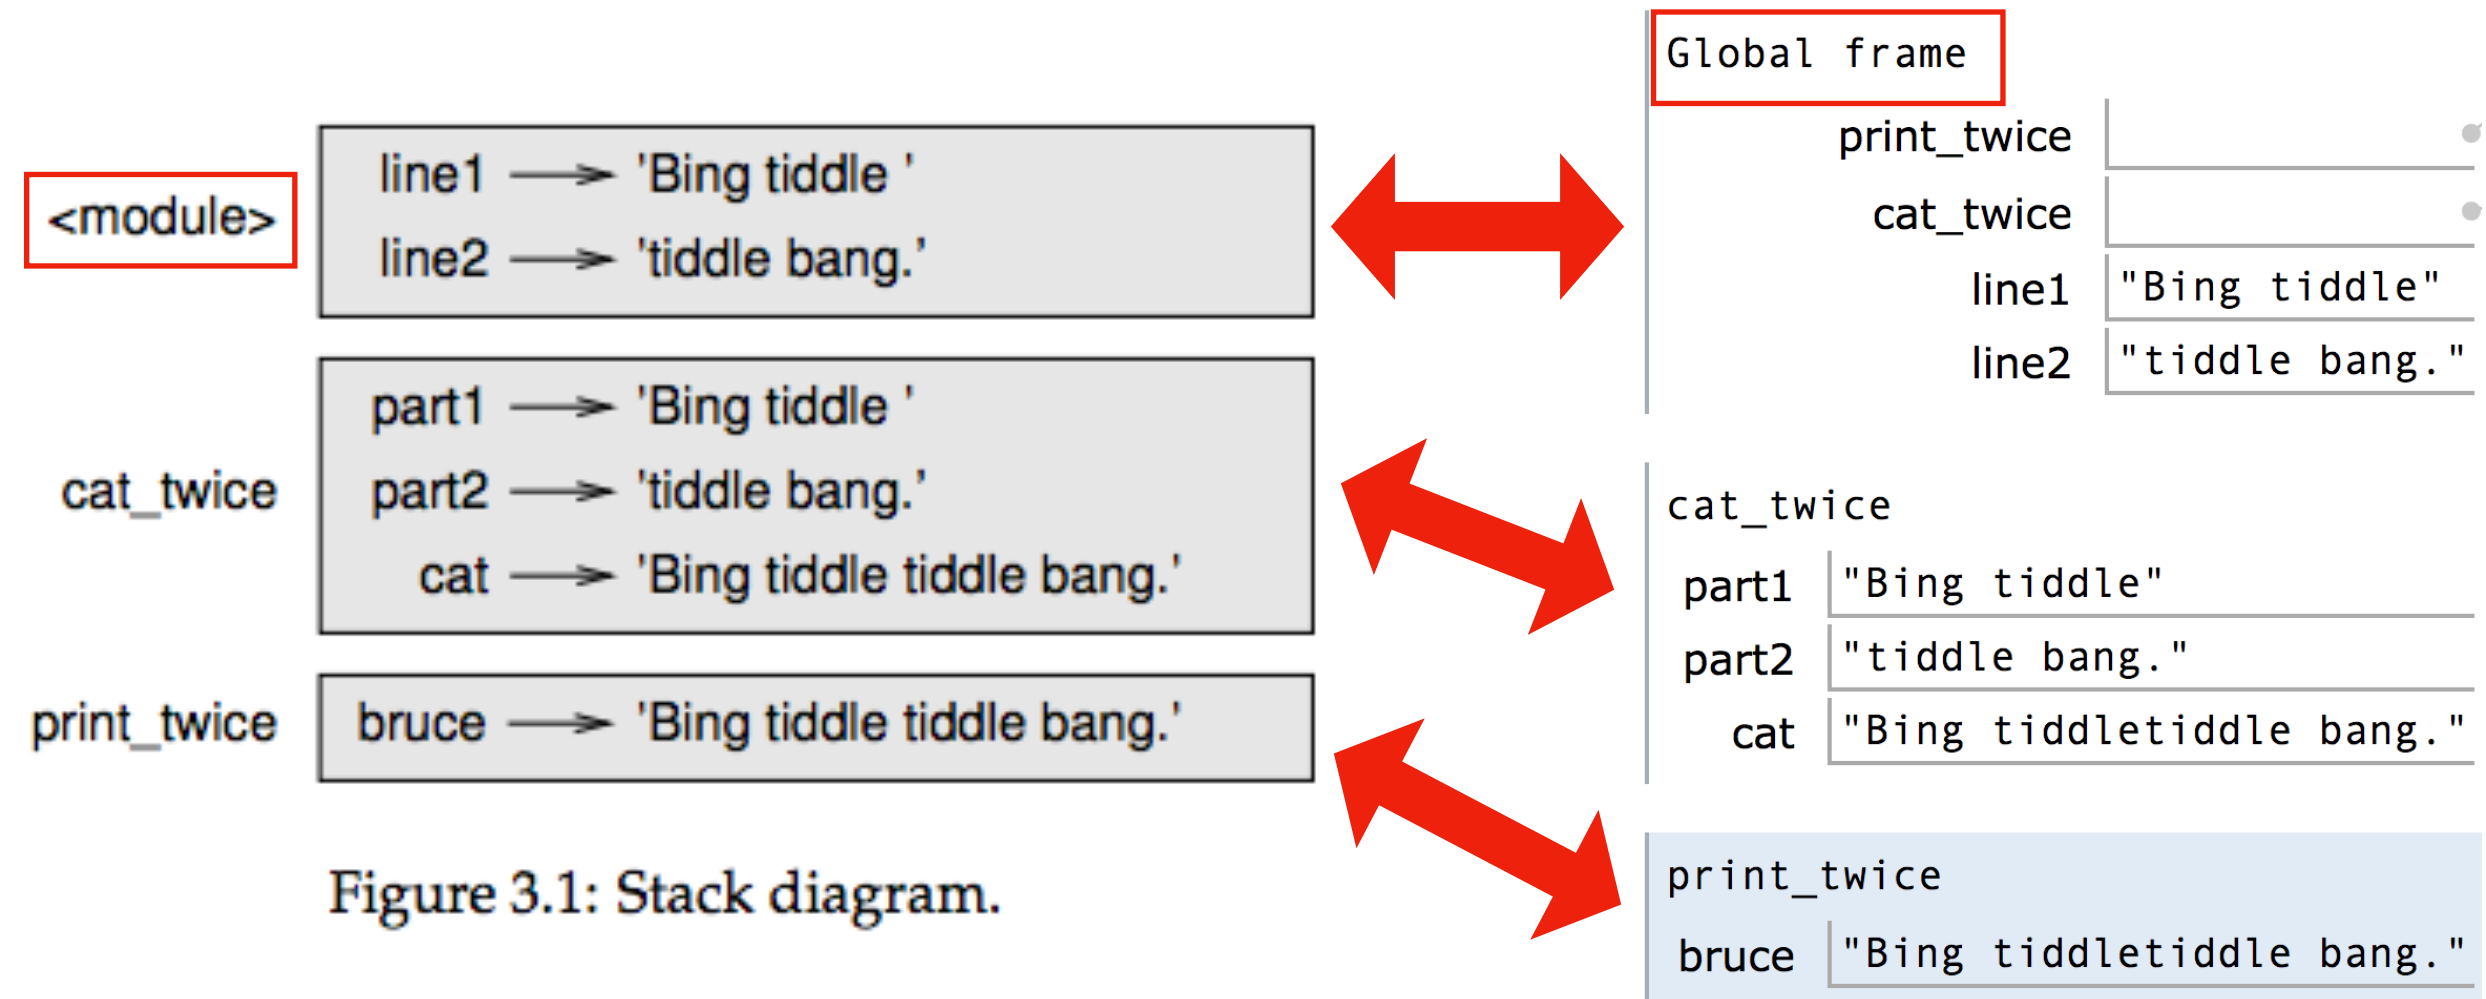 <module>
line1 ⟶ 'Bing tiddle '
line2 ⟶ 'tiddle bang.'
cat_twice
part1 ⟶ 'Bing tiddle '
part2 ⟶ 'tiddle bang.'
cat ⟶ 'Bing tiddle tiddle bang.'
print_twice
bruce ⟶ 'Bing tiddle tiddle bang.'
Figure 3.1: Stack diagram.
Global frame
print_twice
cat_twice
line1 "Bing tiddle"
line2 "tiddle bang."
cat_twice
part1 "Bing tiddle"
part2 "tiddle bang."
cat "Bing tiddletiddle bang."
print_twice
bruce "Bing tiddletiddle bang."